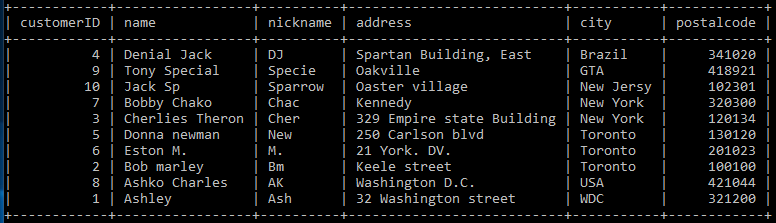 customerID | name | nickname | address | city | postalcode
4 | Denial Jack | DJ | Spartan Building, East | Brazil | 341020
9 | Tony Special | Specie | Oakville | GTA | 418921
10 | Jack Sp | Sparrow | Oaster village | New Jersy | 102301
7 | Bobby Chako | Chac | Kennedy | New York | 320300
3 | Cherlies Theron | Cher | 329 Empire state Building | New York | 120134
5 | Donna newman | New | 250 Carlson blvd | Toronto | 130120
6 | Eston M. | M. | 21 York. DV. | Toronto | 201023
2 | Bob marley | Bm | Keele street | Toronto | 100100
8 | Ashko Charles | AK | Washington D.C. | USA | 421044
1 | Ashley | Ash | 32 Washington street | WDC | 321200